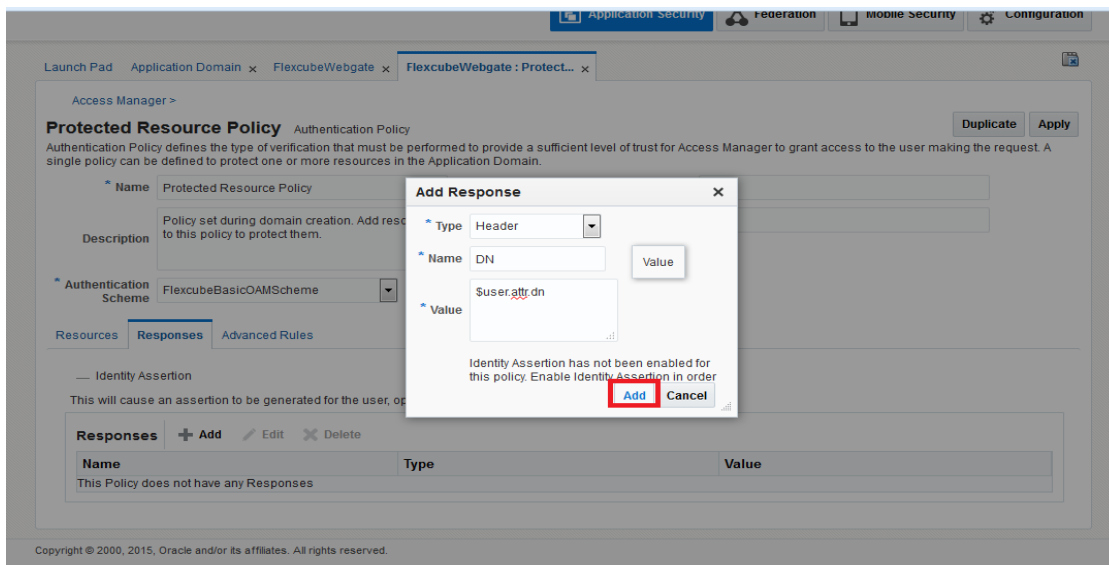 Application Security Federation Mobile Security Configuration
Launch Pad Application Domain x FlexcubeWebgate x FlexcubeWebgate : Protect... x
Access Manager >
Protected Resource Policy Authentication Policy
Duplicate Apply
Authentication Policy defines the type of verification that must be performed to provide a sufficient level of trust for Access Manager to grant access to the user making the request. A
single policy can be defined to protect one or more resources in the Application Domain.
* Name Protected Resource Policy
Description Policy set during domain creation. Add reso
to this policy to protect them.
* Authentication
Scheme FlexcubeBasicOAMScheme
Resources Responses Advanced Rules
Identity Assertion
This will cause an assertion to be generated for the user, op
Responses Add Edit Delete
Name Type Value
This Policy does not have any Responses
Add Response ×
* Type Header
* Name DN
Value
* Value $user.attr.dn
Identity Assertion has not been enabled for
this policy. Enable Identity Assertion in order
Add Cancel
Copyright © 2000, 2015, Oracle and/or its affiliates. All rights reserved.